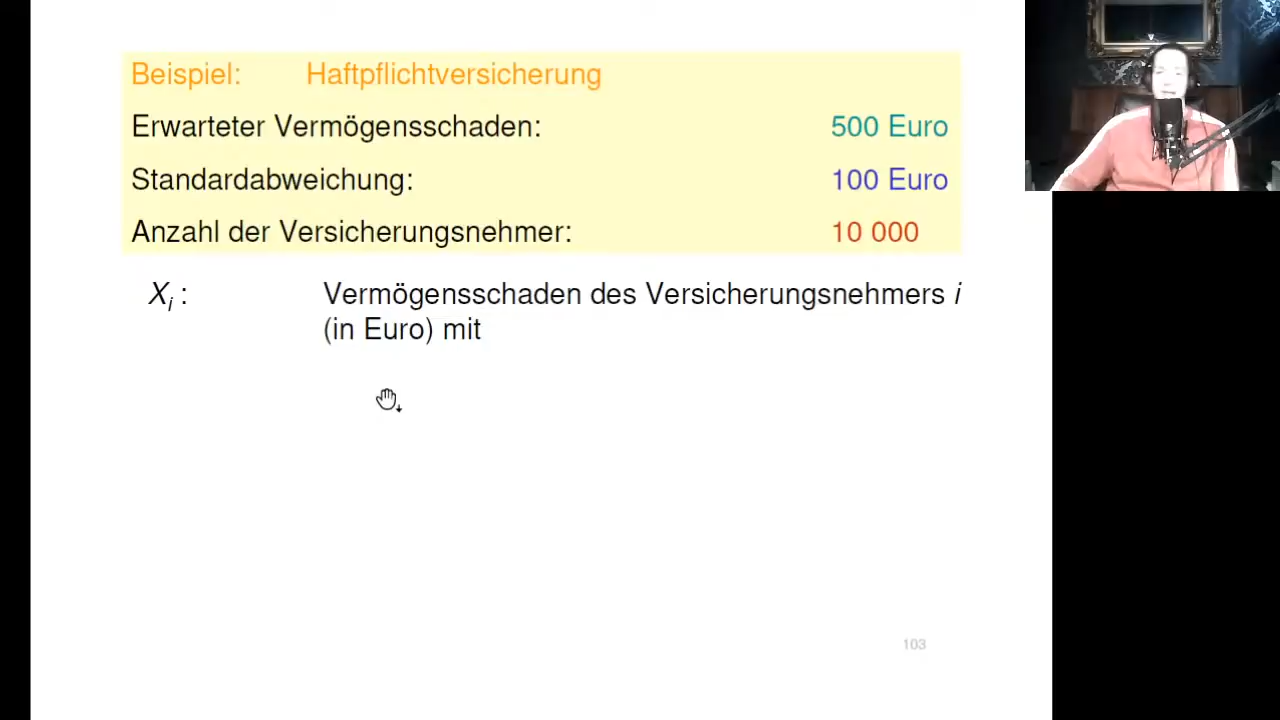 Beispiel: Haftpflichtversicherung
Erwarteter Vermögensschaden: 500 Euro
Standardabweichung: 100 Euro
Anzahl der Versicherungsnehmer: 10 000
Xi : Vermögensschaden des Versicherungsnehmers i
(in Euro) mit
103